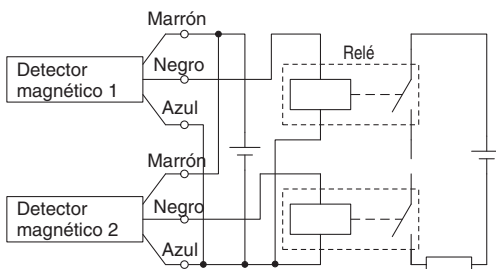 Marrón
Detector
magnético 1
Negro
Azul
Relé
Marrón
Detector
magnético 2
Negro
Azul